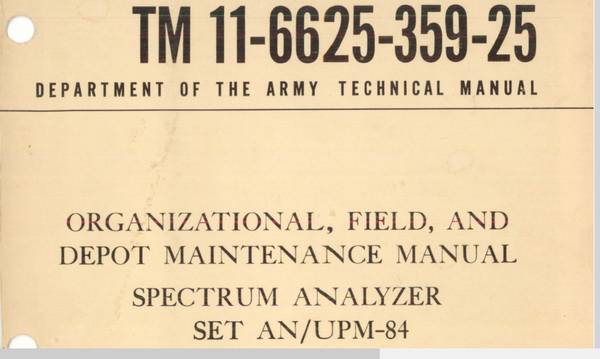 TM 11-6625-359-25
DEPARTMENT OF THE ARMY TECHNICAL MANUAL
ORGANIZATIONAL, FIELD, AND
DEPOT MAINTENANCE MANUAL
SPECTRUM ANALYZER
SET AN/UPM-84